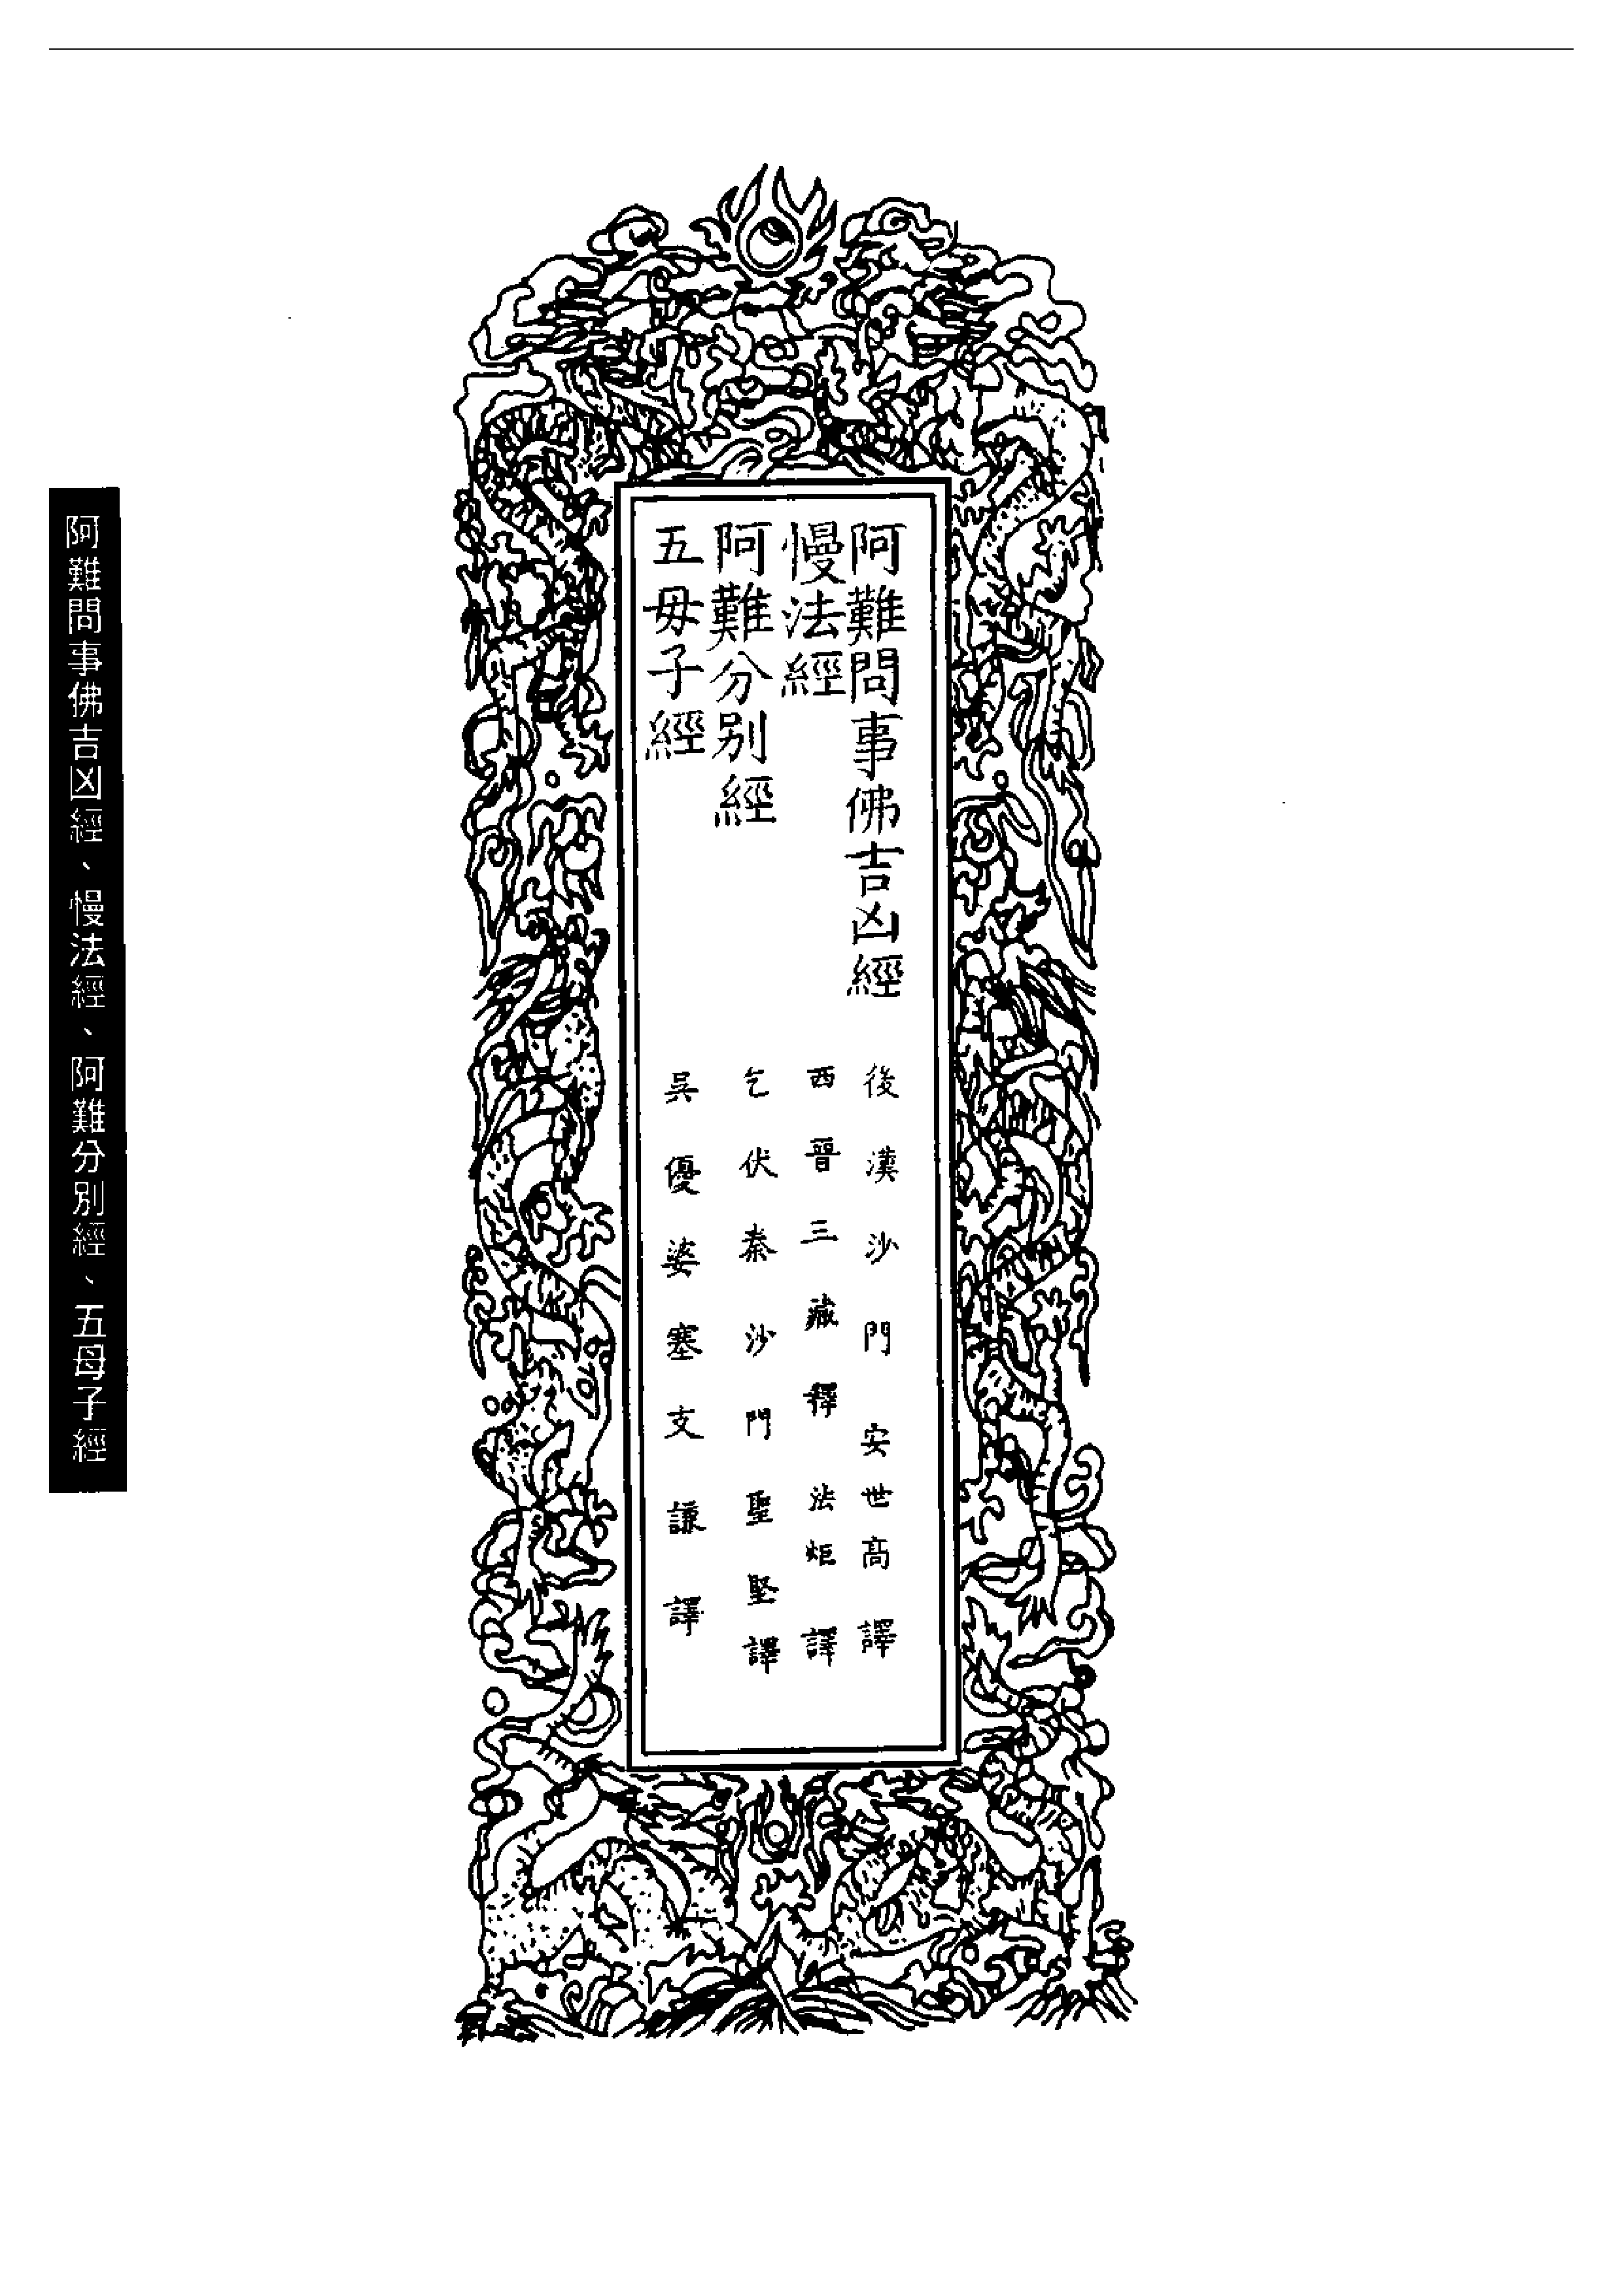 阿難問事佛吉凶經 後漢沙門安世高譯
慢法經 西晉三藏釋法炬譯
阿難分別經 乞伏秦沙門聖堅譯
五母子經 吳優婆塞支謙譯
阿難問事佛吉凶經、慢法經、阿難分別經、五母子經